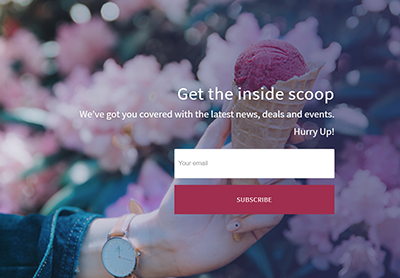 Get the inside scoop
We've got you covered with the latest news, deals and events.
Hurry Up!
Your email
SUBSCRIBE